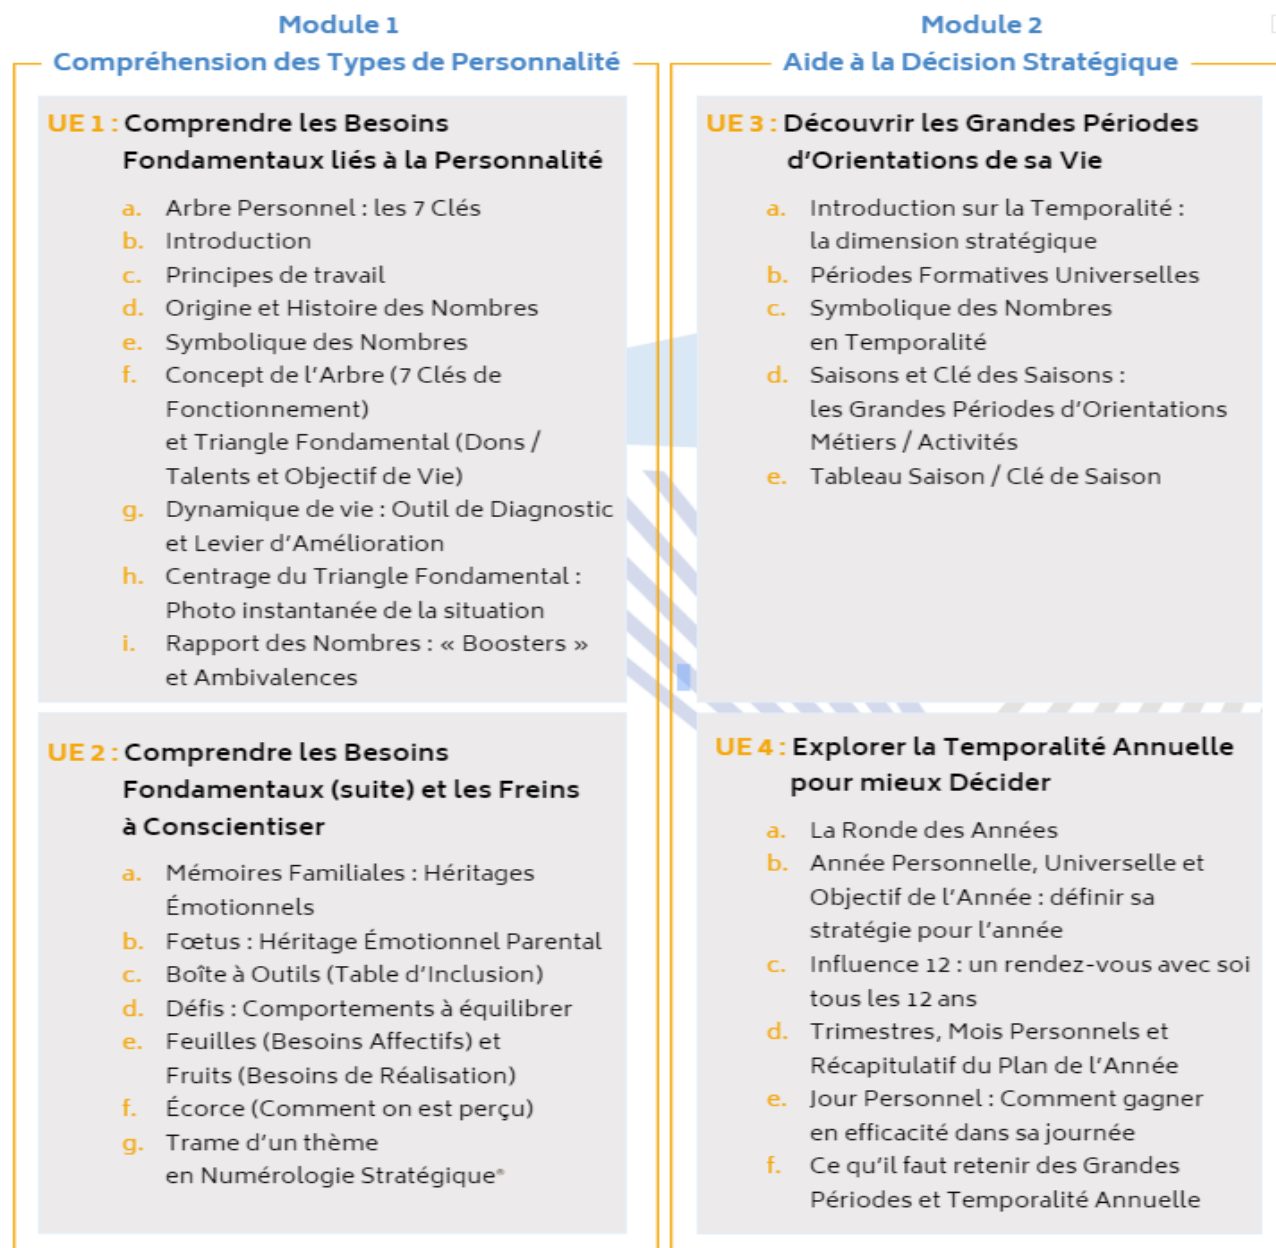 Module 1
Compréhension des Types de Personnalité
UE 1 : Comprendre les Besoins
Fondamentaux liés à la Personnalité
a. Arbre Personnel : les 7 Clés
b. Introduction
c. Principes de travail
d. Origine et Histoire des Nombres
e. Symbolique des Nombres
f. Concept de l’Arbre (7 Clés de
Fonctionnement)
et Triangle Fondamental (Dons /
Talents et Objectif de Vie)
g. Dynamique de vie : Outil de Diagnostic
et Levier d’Amélioration
h. Centrage du Triangle Fondamental :
Photo instantanée de la situation
i. Rapport des Nombres : « Boosters »
et Ambivalences
UE 2 : Comprendre les Besoins
Fondamentaux (suite) et les Freins
à Conscientiser
a. Mémoires Familiales : Héritages
Émotionnels
b. Fœtus : Héritage Émotionnel Parental
c. Boîte à Outils (Table d’Inclusion)
d. Défis : Comportements à équilibrer
e. Feuilles (Besoins Affectifs) et
Fruits (Besoins de Réalisation)
f. Écorce (Comment on est perçu)
g. Trame d’un thème
en Numérologie Stratégique®
Module 2
Aide à la Décision Stratégique
UE 3 : Découvrir les Grandes Périodes
d’Orientations de sa Vie
a. Introduction sur la Temporalité :
la dimension stratégique
b. Périodes Formatives Universelles
c. Symbolique des Nombres
en Temporalité
d. Saisons et Clé des Saisons :
les Grandes Périodes d’Orientations
Métiers / Activités
e. Tableau Saison / Clé de Saison
UE 4 : Explorer la Temporalité Annuelle
pour mieux Décider
a. La Ronde des Années
b. Année Personnelle, Universelle et
Objectif de l’Année : définir sa
stratégie pour l’année
c. Influence 12 : un rendez-vous avec soi
tous les 12 ans
d. Trimestres, Mois Personnels et
Récapitulatif du Plan de l’Année
e. Jour Personnel : Comment gagner
en efficacité dans sa journée
f. Ce qu’il faut retenir des Grandes
Périodes et Temporalité Annuelle